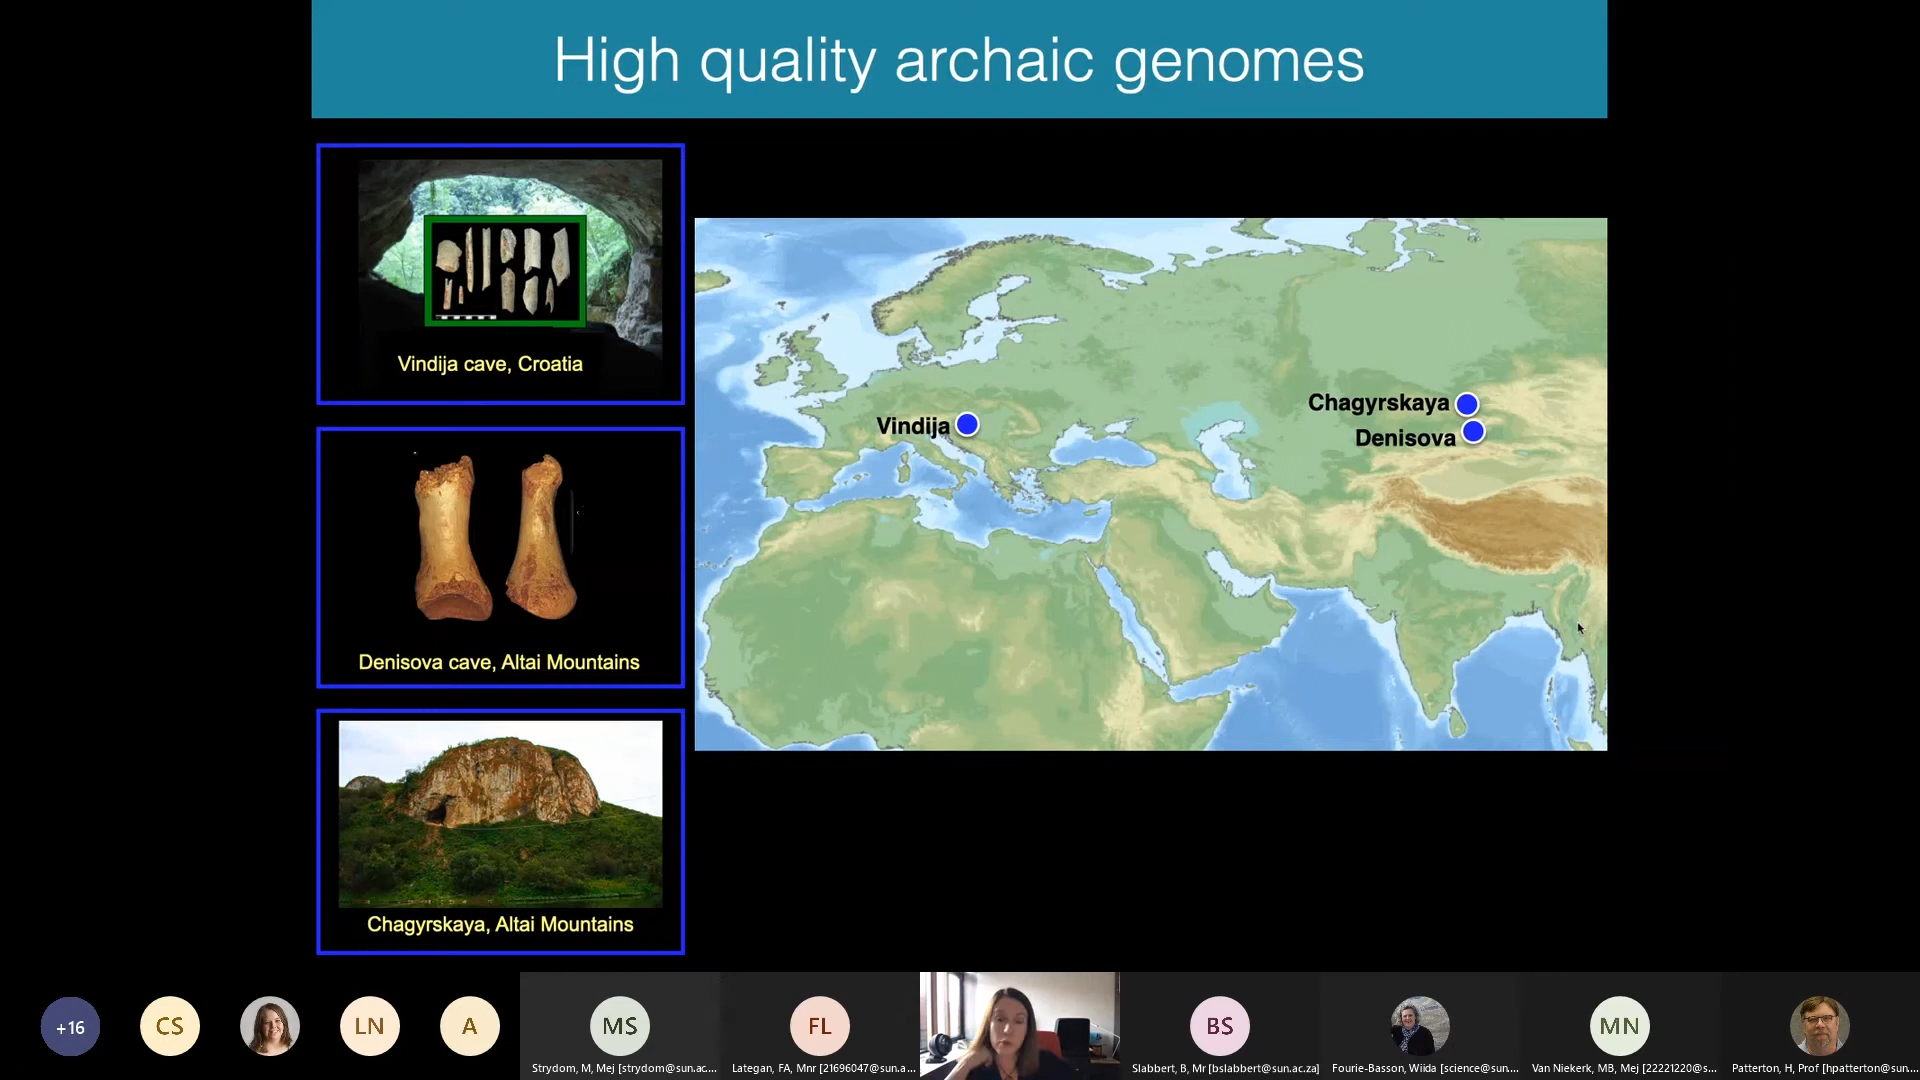 High quality archaic genomes
Vindija cave, Croatia
Denisova cave, Altai Mountains
Chagyrskaya, Altai Mountains
Vindija
Chagyrskaya
Denisova
+16
CS
LN
A
MS
Strydom, M, Mej [strydom@sun.ac....
FL
Lategan, FA, Mnr [21696047@sun.a...
BS
Slabbert, B, Mr [bslabbert@sun.ac.za]
Fourie-Basson, Wiida [science@sun....
MN
Van Niekerk, MB, Mej [22221220@s...
Patterton, H, Prof [hpatterton@sun....